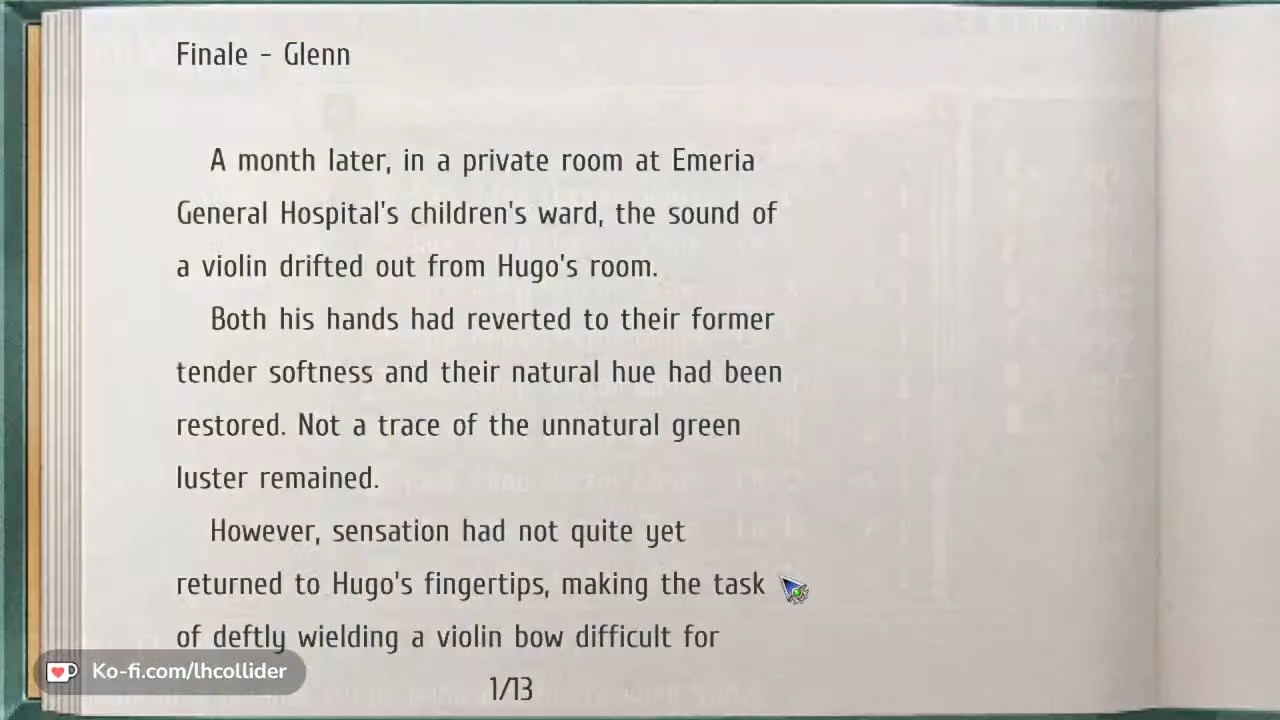 Finale - Glenn
A month later, in a private room at Emeria
General Hospital's children's ward, the sound of
a violin drifted out from Hugo's room.
Both his hands had reverted to their former
tender softness and their natural hue had been
restored. Not a trace of the unnatural green
luster remained.
However, sensation had not quite yet
returned to Hugo's fingertips, making the task
of deftly wielding a violin bow difficult for
Ko-fi.com/lhcollider
1/13